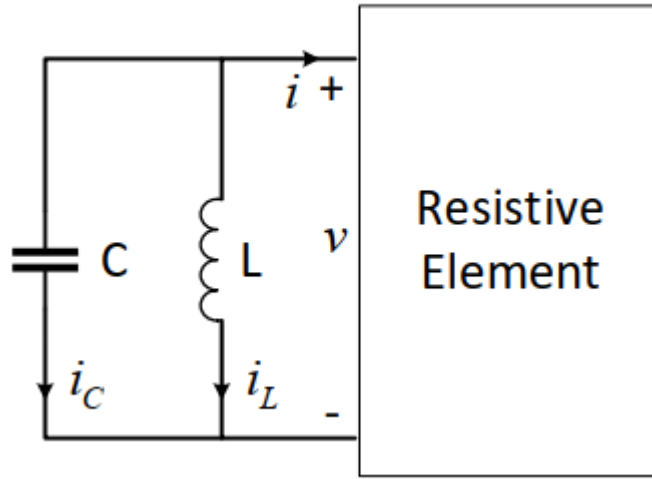 i +
Resistive
Element
C
L
v
i_C
i_L
-